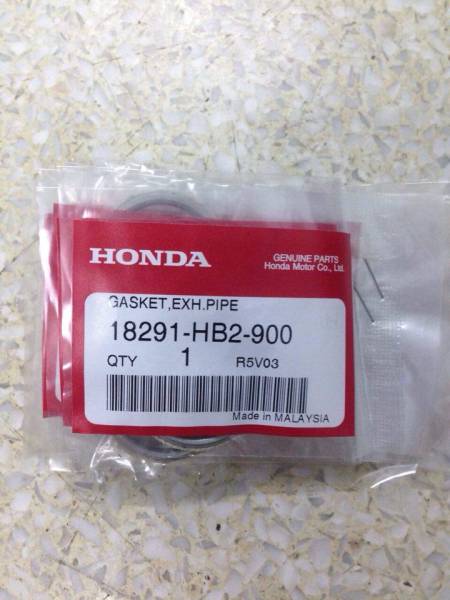 HONDA
GENUINE PARTS
Honda Motor Co., Ltd.
GASKET,EXH.PIPE
18291-HB2-900
QTY 1 R5V03
Made in MALAYSIA